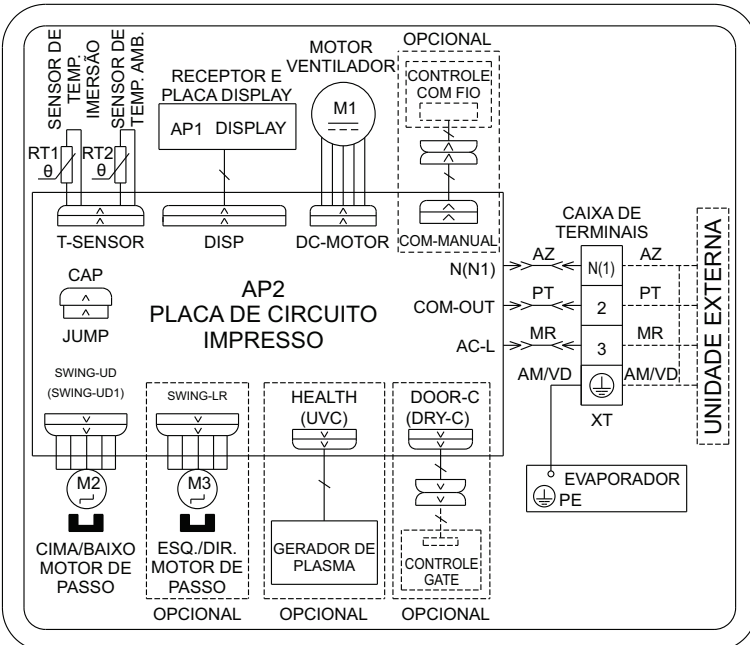 SENSOR DE
TEMP.
IMERSÃO
SENSOR DE
TEMP. AMB.
RT1
θ
RT2
θ
RECEPTOR E
PLACA DISPLAY
AP1 DISPLAY
MOTOR
VENTILADOR
M1
OPCIONAL
CONTROLE
COM FIO
T-SENSOR
DISP
DC-MOTOR
COM-MANUAL
CAP
JUMP
AP2
PLACA DE CIRCUITO
IMPRESSO
N(N1)
COM-OUT
AC-L
AZ
PT
MR
AM/VD
CAIXA DE
TERMINAIS
N(1)
2
3
XT
AZ
PT
MR
AM/VD
UNIDADE EXTERNA
EVAPORADOR
PE
SWING-UD
(SWING-UD1)
M2
CIMA/BAIXO
MOTOR DE
PASSO
SWING-LR
M3
ESQ./DIR.
MOTOR DE
PASSO
OPCIONAL
HEALTH
(UVC)
GERADOR DE
PLASMA
OPCIONAL
DOOR-C
(DRY-C)
CONTROLE
GATE
OPCIONAL